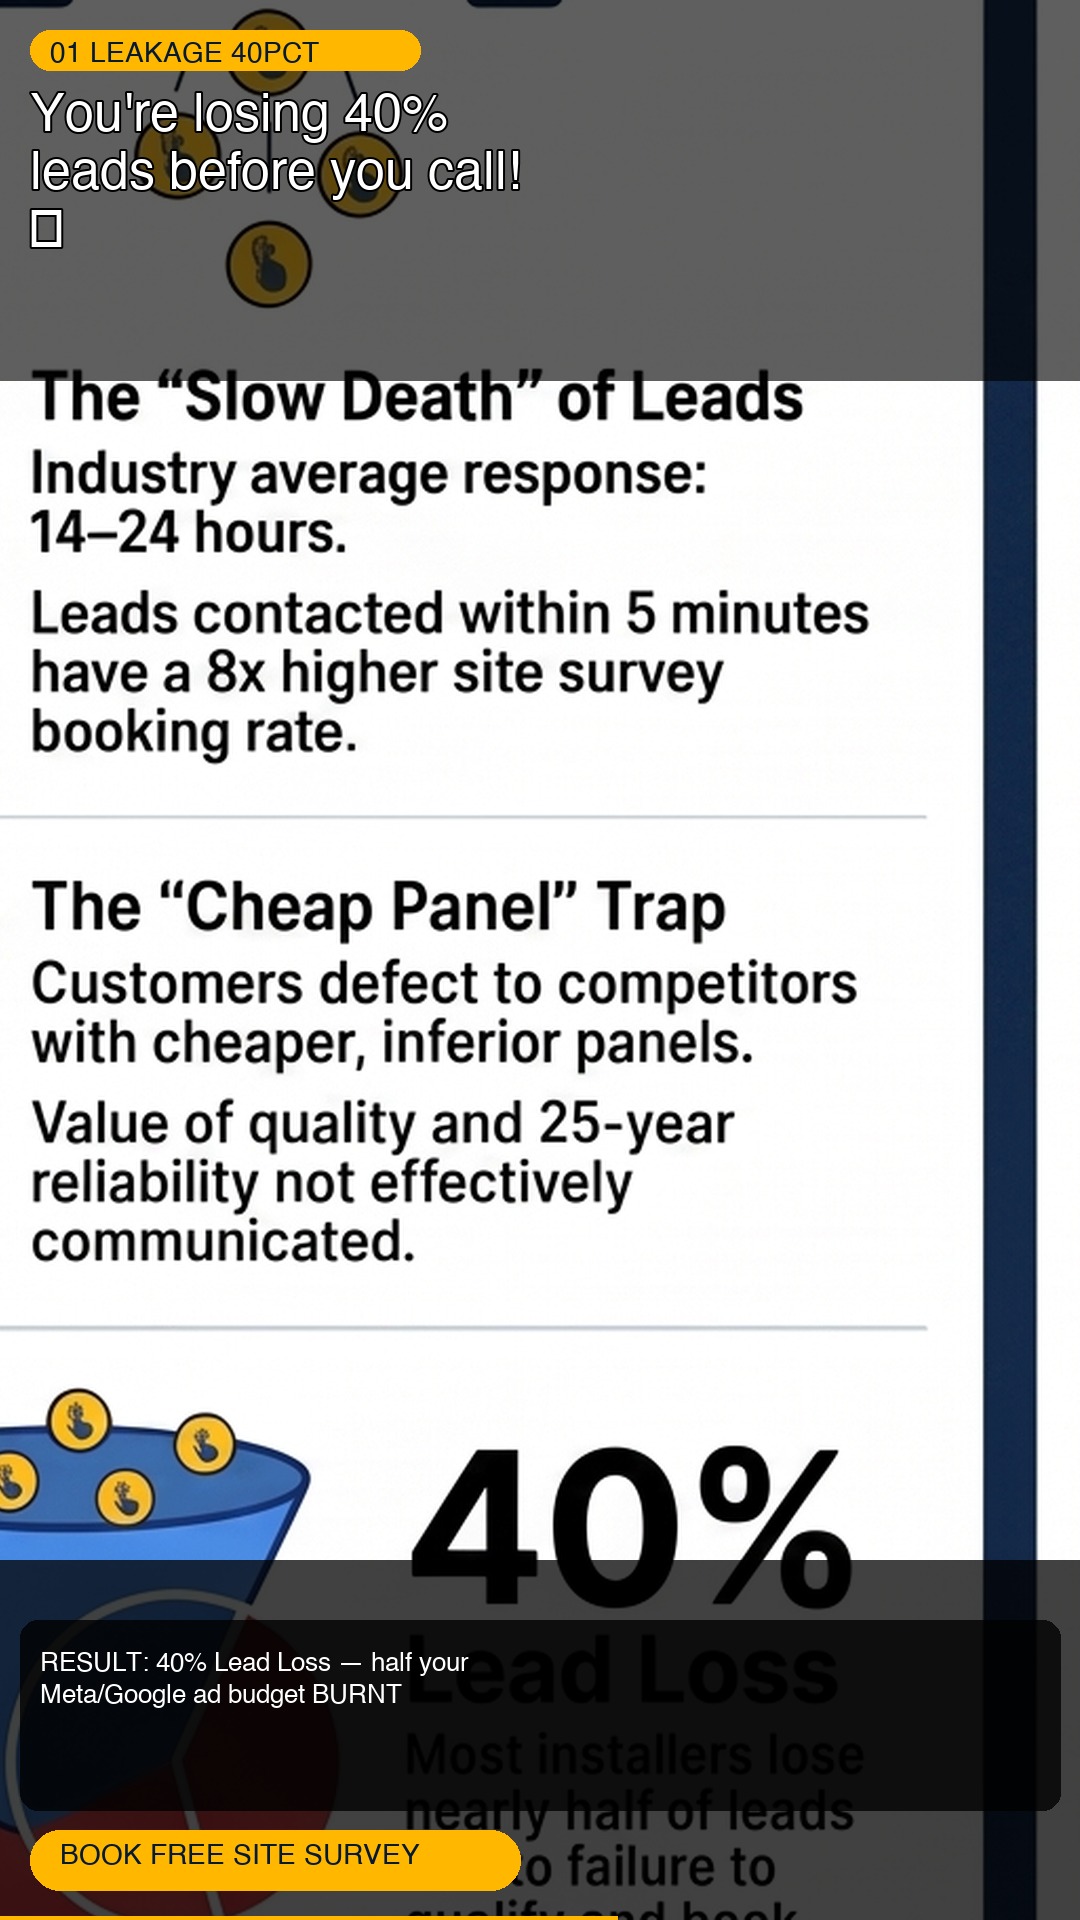 01 LEAKAGE 40PCT
You're losing 40%
leads before you call!
The “Slow Death” of Leads
Industry average response:
14–24 hours.
Leads contacted within 5 minutes
have a 8x higher site survey
booking rate.
The “Cheap Panel” Trap
Customers defect to competitors
with cheaper, inferior panels.
Value of quality and 25-year
reliability not effectively
communicated.
40%
Lead Loss
RESULT: 40% Lead Loss — half your
Meta/Google ad budget BURNT
Most installers lose
nearly half of leads
BOOK FREE SITE SURVEY
to failure to
qualify and book